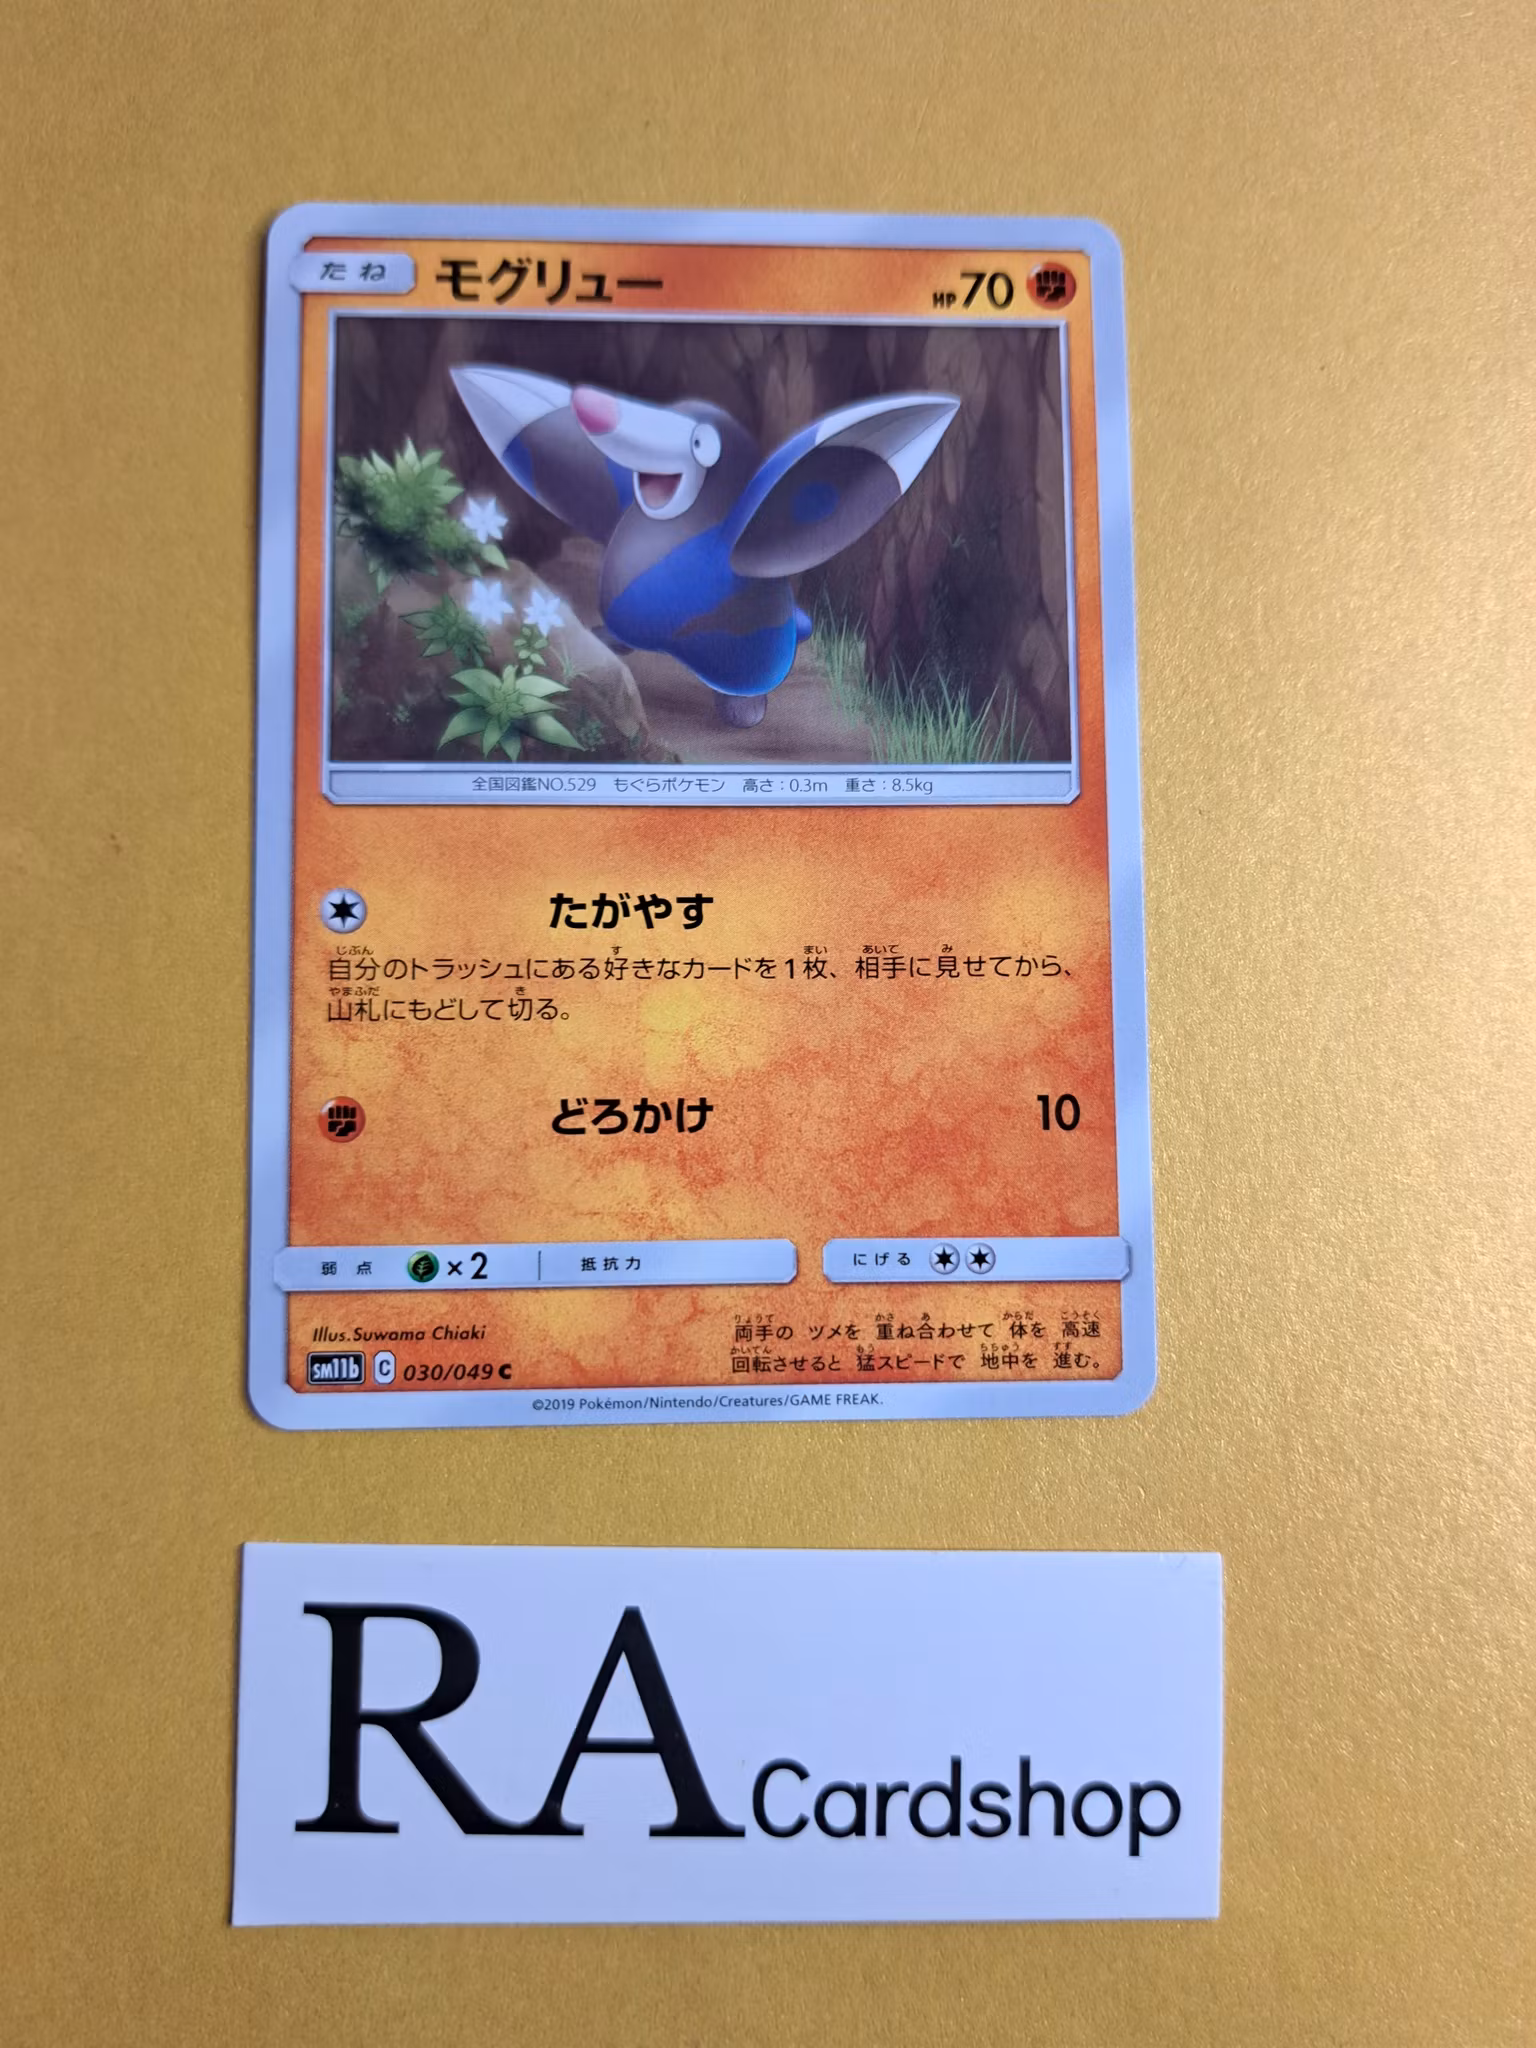 たね モグリュー HP70
全国図鑑NO.529 もぐらポケモン 高さ:0.3m 重さ:8.5kg
たがやす
自分のトラッシュにある好きなカードを1枚、相手に見せてから、
山札にもどして切る。
どろかけ 10
弱点 ×2 抵抗力 にげる
Illus.Suwama Chiaki
SM11b C 030/049 C
両手の ツメを 重ね合わせて 体を 高速
回転させると 猛スピードで 地中を 進む。
©2019 Pokémon/Nintendo/Creatures/GAME FREAK.
RA Cardshop